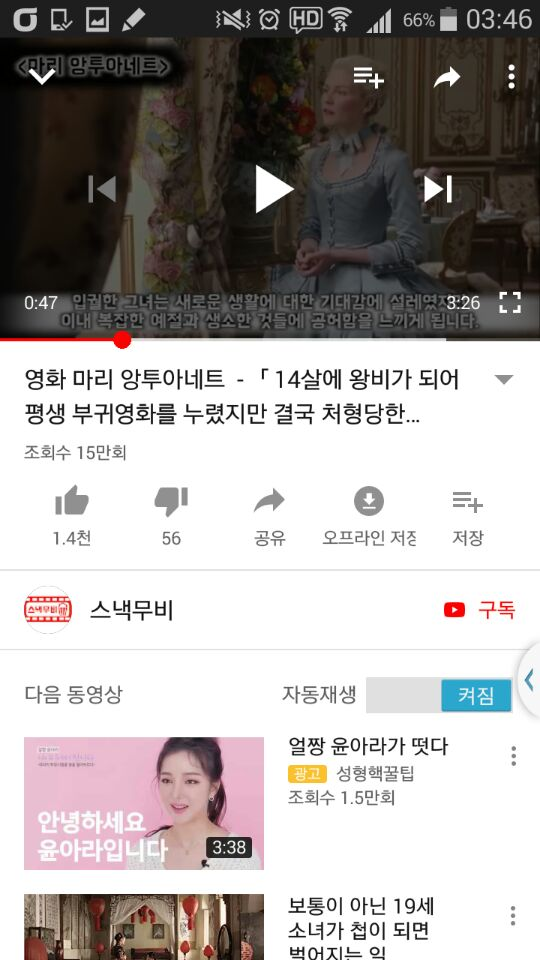 HD
66%
03:46
<마리 앙투아네트>
0:47
3:26
입궐한 그녀는 새로운 생활에 대한 기대감에 설레였지만
이내 복잡한 예절과 생소한 것들에 공허함을 느끼게 됩니다.
영화 마리 앙투아네트 -「 14살에 왕비가 되어
평생 부귀영화를 누렸지만 결국 처형당한...
조회수 15만회
1.4천
56
공유
오프라인 저장
저장
스낵무비
스낵무비
구독
다음 동영상
자동재생
켜짐
얼짱 윤아라가 떳다
광고
성형핵꿀팁
조회수 1.5만회
안녕하세요
윤아라입니다
3:38
보통이 아닌 19세
소녀가 첩이 되면
벌어지는 일